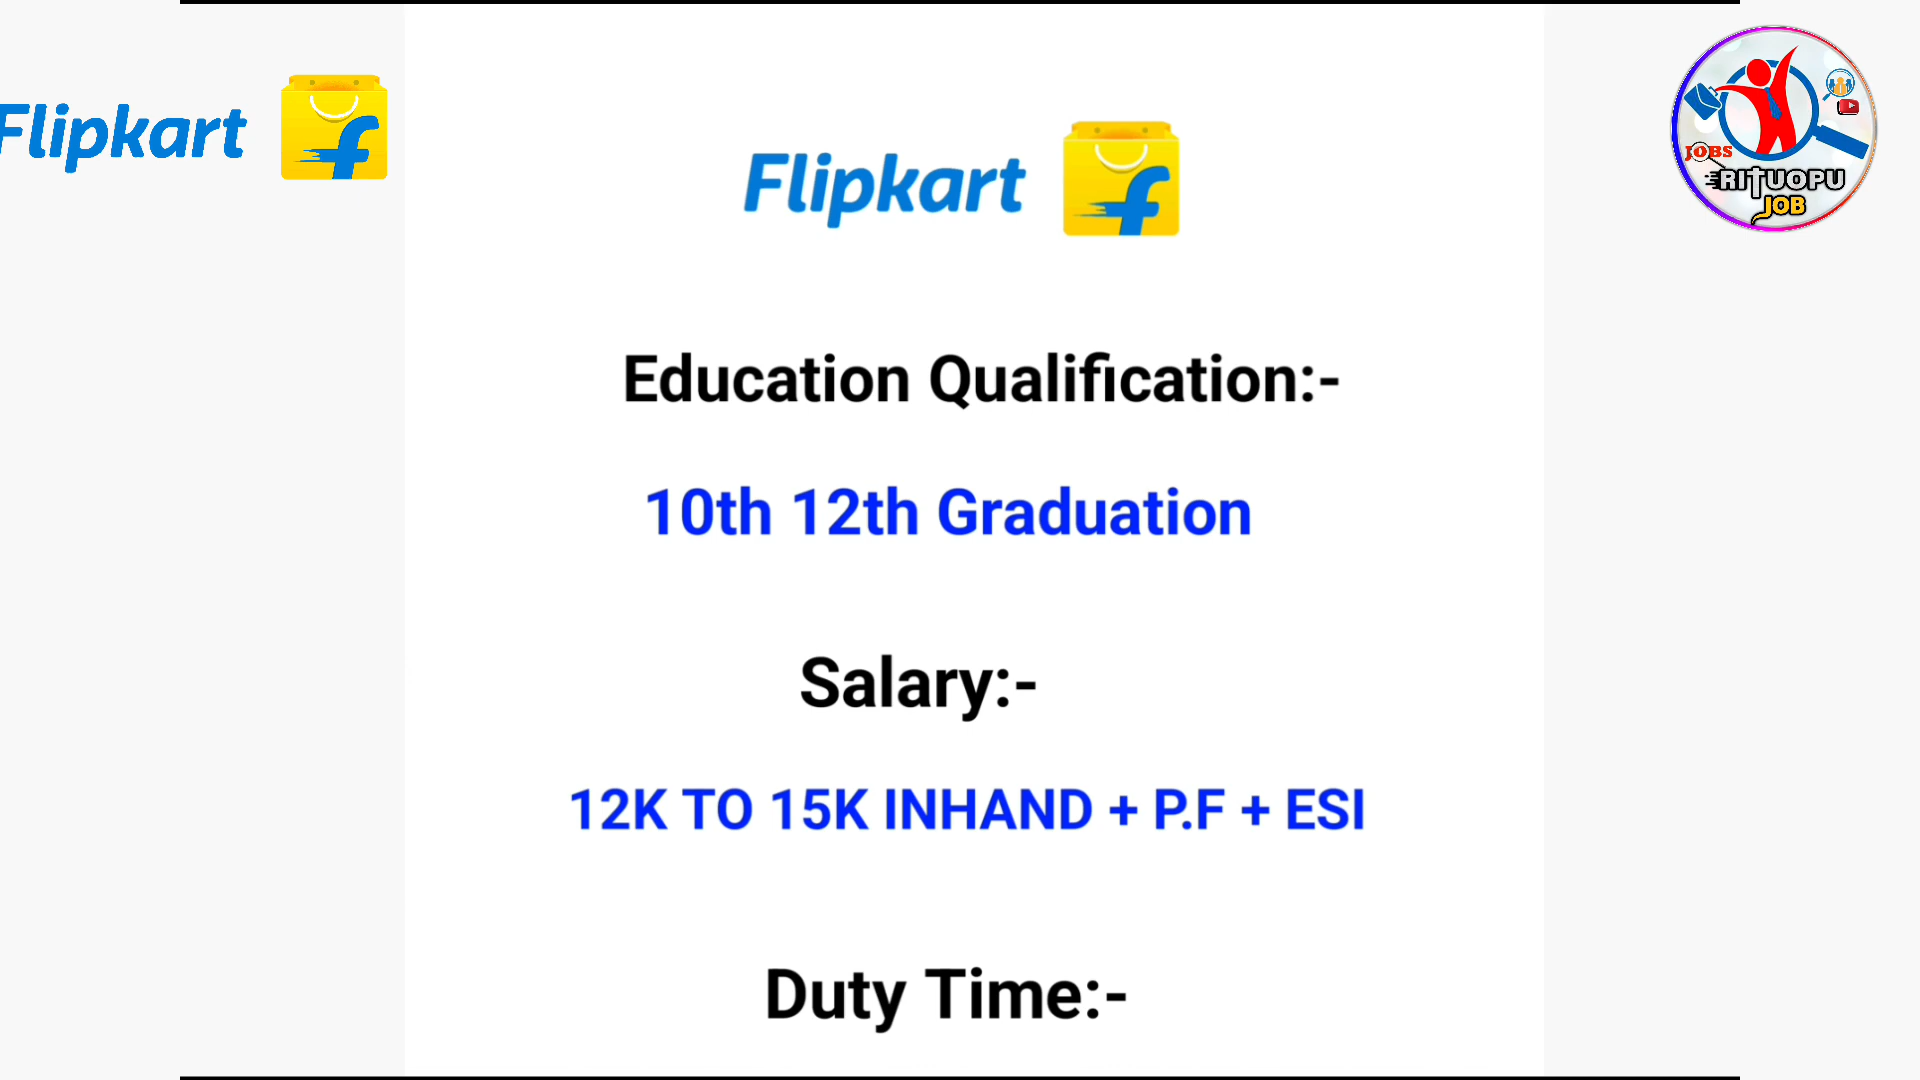 Flipkart
Flipkart
JOBS
RITUOPU
JOB
Education Qualification:-
10th 12th Graduation
Salary:-
12K TO 15K INHAND + P.F + ESI
Duty Time:-